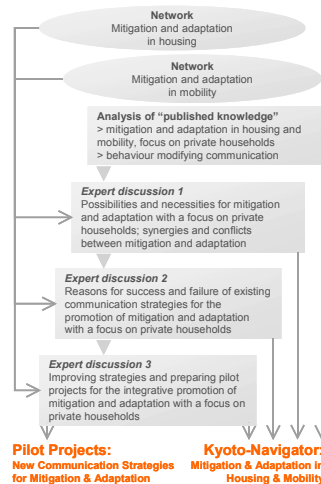 Network
Mitigation and adaptation
in housing
Network
Mitigation and adaptation
in mobility
Analysis of “published knowledge”
> mitigation and adaptation in housing and
mobility, focus on private households
> behaviour modifying communication
Expert discussion 1
Possibilities and necessities for mitigation
and adaptation with a focus on private
households; synergies and conflicts
between mitigation and adaptation
Expert discussion 2
Reasons for success and failure of existing
communication strategies for the
promotion of mitigation and adaptation
with a focus on private households
Expert discussion 3
Improving strategies and preparing pilot
projects for the integrative promotion of
mitigation and adaptation with a focus on
private households
Pilot Projects:
New Communication Strategies
for Mitigation & Adaptation
Kyoto-Navigator:
Mitigation & Adaptation in
Housing & Mobility